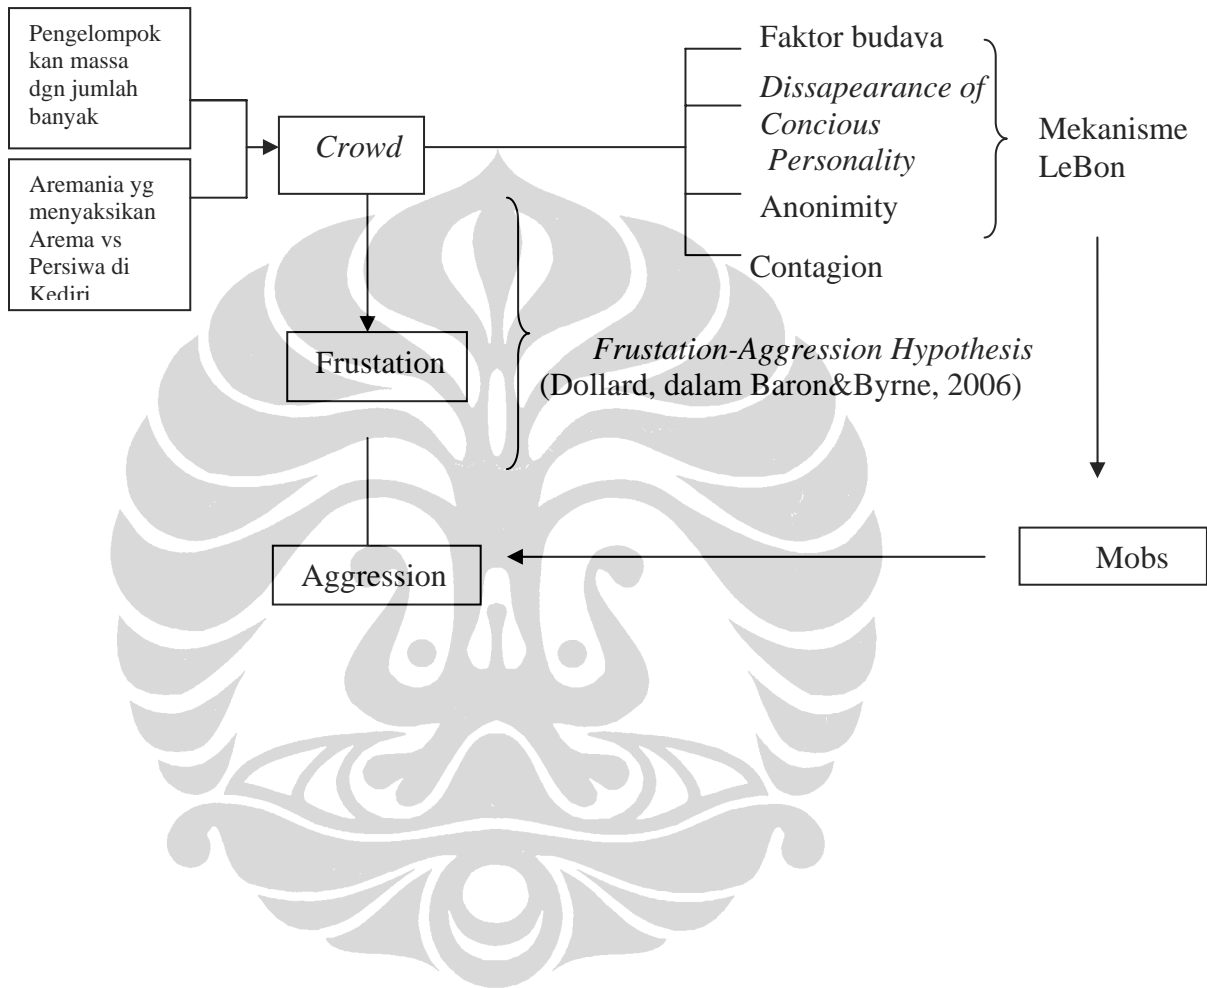 Pengelompok
kan massa
dgn jumlah
banyak
Aremania yg
menyaksikan
Arema vs
Persiwa di
Kediri
Crowd
Frustation
Aggression
Faktor budaya
Dissapearance of
Concious
Personality
Anonimity
Contagion
Mekanisme
LeBon
Frustation-Aggression Hypothesis
(Dollard, dalam Baron&Byrne, 2006)
Mobs